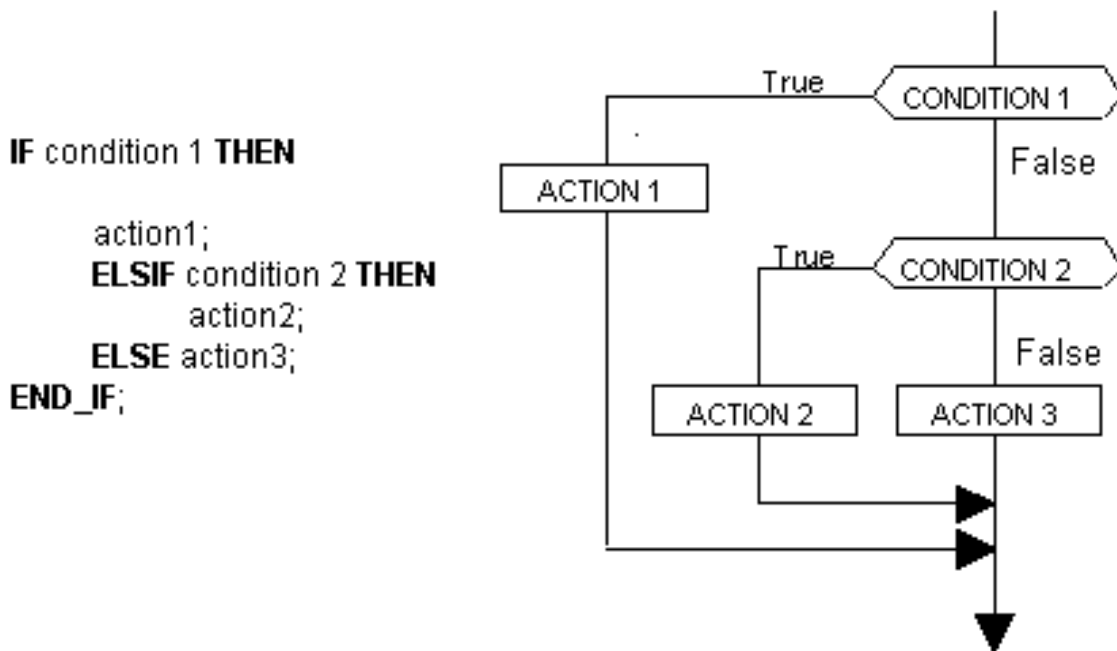 IF condition 1 THEN
action1;
ELSIF condition 2 THEN
action2;
ELSE action3;
END_IF;
True
CONDITION 1
False
ACTION 1
True
CONDITION 2
False
ACTION 2
ACTION 3